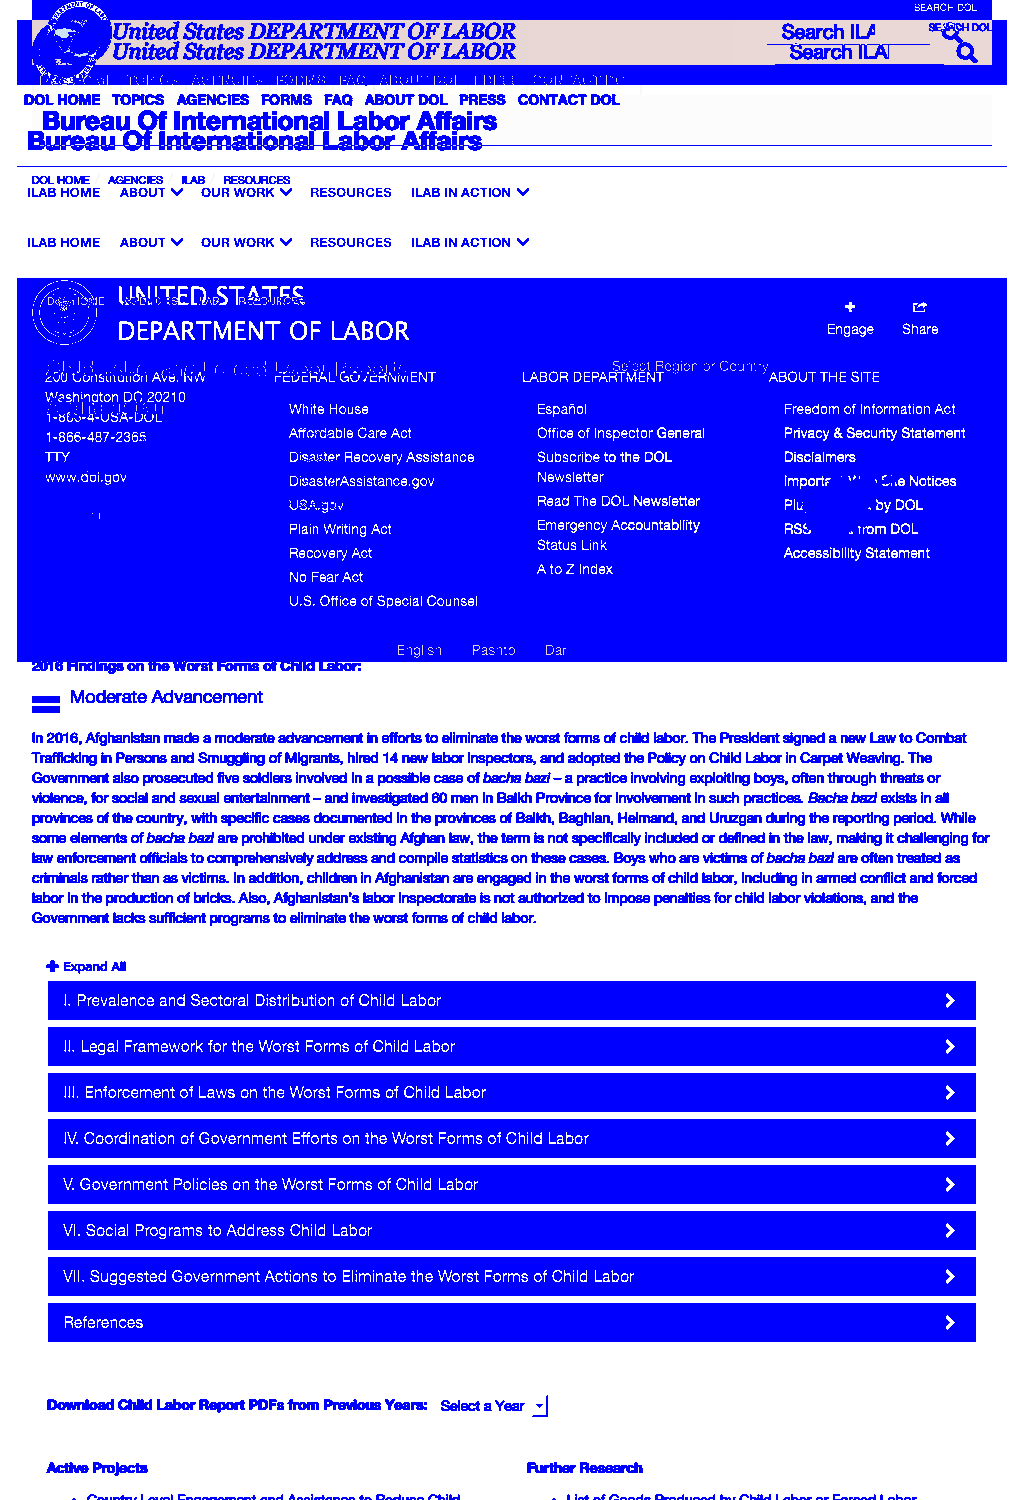 SEARCH DOL
SEARCH DOL
United States DEPARTMENT OF LABOR
United States DEPARTMENT OF LABOR
Search ILA
Search ILA
DOL HOME TOPICS AGENCIES FORMS FAQ ABOUT DOL PRESS CONTACT DOL
Bureau Of International Labor Affairs
Bureau Of International Labor Affairs
DOL HOME AGENCIES ILAB RESOURCES
ILAB HOME ABOUT OUR WORK RESOURCES ILAB IN ACTION
ILAB HOME ABOUT OUR WORK RESOURCES ILAB IN ACTION
UNITED STATES
DEPARTMENT OF LABOR
Engage Share
Select Region or Country
200 Constitution Ave. NW
Washington DC 20210
1-866-4-USA-DOL
1-866-487-2365
TTY
www.dol.gov
FEDERAL GOVERNMENT
White House
Affordable Care Act
Disaster Recovery Assistance
DisasterAssistance.gov
USA.gov
Plain Writing Act
Recovery Act
No Fear Act
U.S. Office of Special Counsel
LABOR DEPARTMENT
Español
Office of Inspector General
Subscribe to the DOL
Newsletter
Read The DOL Newsletter
Emergency Accountability
Status Link
A to Z Index
ABOUT THE SITE
Freedom of Information Act
Privacy & Security Statement
Disclaimers
Site Notices
by DOL
RSS from DOL
Accessibility Statement
English Pashto Dar
2016 Findings on the Worst Forms of Child Labor:
Moderate Advancement
In 2016, Afghanistan made a moderate advancement in efforts to eliminate the worst forms of child labor. The President signed a new Law to Combat
Trafficking in Persons and Smuggling of Migrants, hired 14 new labor inspectors, and adopted the Policy on Child Labor in Carpet Weaving. The
Government also prosecuted five soldiers involved in a possible case of bacha bazi – a practice involving exploiting boys, often through threats or
violence, for social and sexual entertainment – and investigated 60 men in Balkh Province for involvement in such practices. Bacha bazi exists in all
provinces of the country, with specific cases documented in the provinces of Balkh, Baghlan, Helmand, and Uruzgan during the reporting period. While
some elements of bacha bazi are prohibited under existing Afghan law, the term is not specifically included or defined in the law, making it challenging for
law enforcement officials to comprehensively address and compile statistics on these cases. Boys who are victims of bacha bazi are often treated as
criminals rather than as victims. In addition, children in Afghanistan are engaged in the worst forms of child labor, including in armed conflict and forced
labor in the production of bricks. Also, Afghanistan's labor inspectorate is not authorized to impose penalties for child labor violations, and the
Government lacks sufficient programs to eliminate the worst forms of child labor.
Expand All
I. Prevalence and Sectoral Distribution of Child Labor
II. Legal Framework for the Worst Forms of Child Labor
III. Enforcement of Laws on the Worst Forms of Child Labor
IV. Coordination of Government Efforts on the Worst Forms of Child Labor
V. Government Policies on the Worst Forms of Child Labor
VI. Social Programs to Address Child Labor
VII. Suggested Government Actions to Eliminate the Worst Forms of Child Labor
References
Download Child Labor Report PDFs from Previous Years: Select a Year
Active Projects
Country Level Engagement and Assistance to Reduce Child
Further Research
List of Goods Produced by Child Labor or Forced Labor